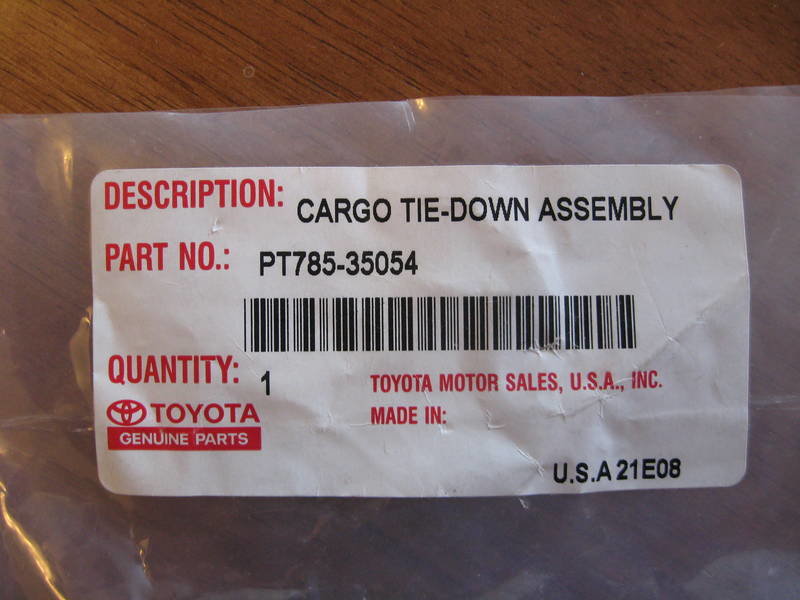 DESCRIPTION: CARGO TIE-DOWN ASSEMBLY
PART NO.: PT785-35054
QUANTITY: 1
TOYOTA MOTOR SALES, U.S.A., INC.
TOYOTA
MADE IN:
GENUINE PARTS
U.S.A 21E08